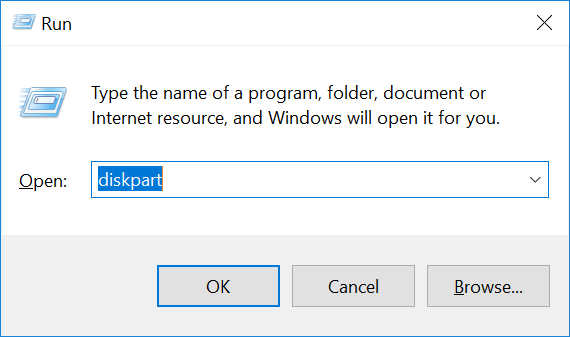 Run
Type the name of a program, folder, document or
Internet resource, and Windows will open it for you.
Open: diskpart
OK Cancel Browse...